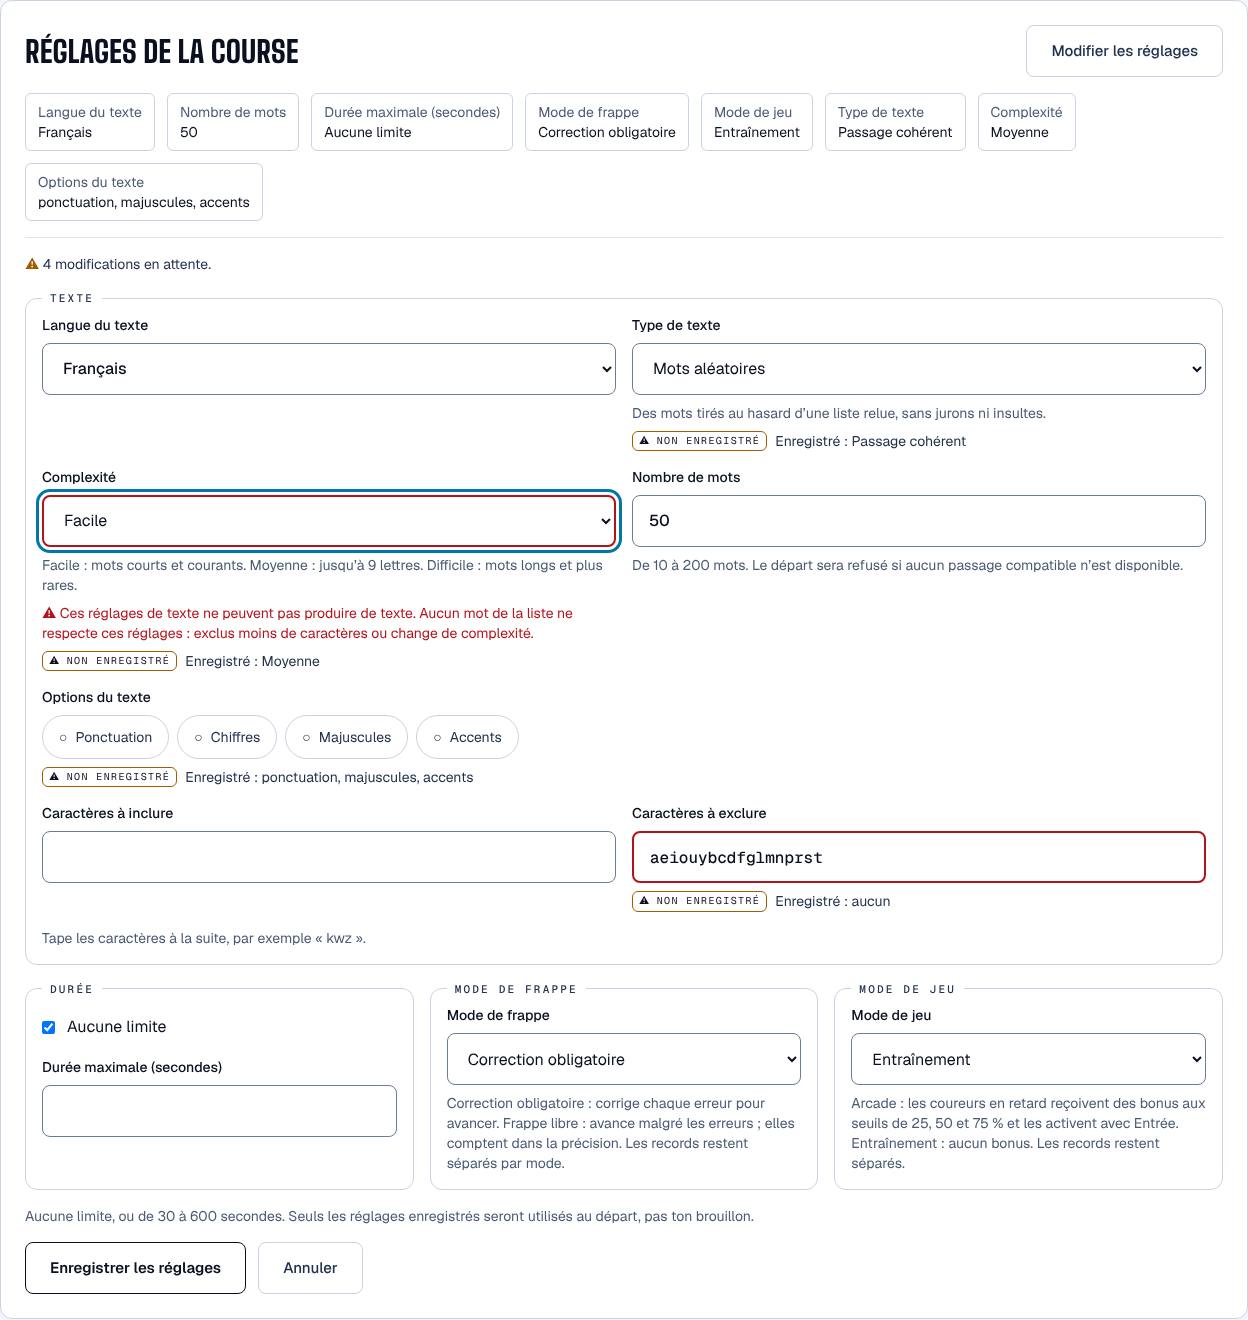 RÉGLAGES DE LA COURSE
Modifier les réglages
Langue du texte
Français
Nombre de mots
50
Durée maximale (secondes)
Aucune limite
Mode de frappe
Correction obligatoire
Mode de jeu
Entraînement
Type de texte
Passage cohérent
Complexité
Moyenne
Options du texte
ponctuation, majuscules, accents
4 modifications en attente.
TEXTE
Langue du texte
Français
Type de texte
Mots aléatoires
Des mots tirés au hasard d’une liste relue, sans jurons ni insultes.
NON ENREGISTRÉ Enregistré : Passage cohérent
Complexité
Facile
Facile : mots courts et courants. Moyenne : jusqu’à 9 lettres. Difficile : mots longs et plus
rares.
Ces réglages de texte ne peuvent pas produire de texte. Aucun mot de la liste ne
respecte ces réglages : exclus moins de caractères ou change de complexité.
NON ENREGISTRÉ Enregistré : Moyenne
Nombre de mots
50
De 10 à 200 mots. Le départ sera refusé si aucun passage compatible n’est disponible.
Options du texte
Ponctuation Chiffres Majuscules Accents
NON ENREGISTRÉ Enregistré : ponctuation, majuscules, accents
Caractères à inclure
Caractères à exclure
aeiouybcdfglmnprst
NON ENREGISTRÉ Enregistré : aucun
Tape les caractères à la suite, par exemple « kwz ».
DURÉE
Aucune limite
Durée maximale (secondes)
MODE DE FRAPPE
Mode de frappe
Correction obligatoire
Correction obligatoire : corrige chaque erreur pour
avancer. Frappe libre : avance malgré les erreurs ; elles
comptent dans la précision. Les records restent
séparés par mode.
MODE DE JEU
Mode de jeu
Entraînement
Arcade : les coureurs en retard reçoivent des bonus aux
seuils de 25, 50 et 75 % et les activent avec Entrée.
Entraînement : aucun bonus. Les records restent
séparés.
Aucune limite, ou de 30 à 600 secondes. Seuls les réglages enregistrés seront utilisés au départ, pas ton brouillon.
Enregistrer les réglages
Annuler